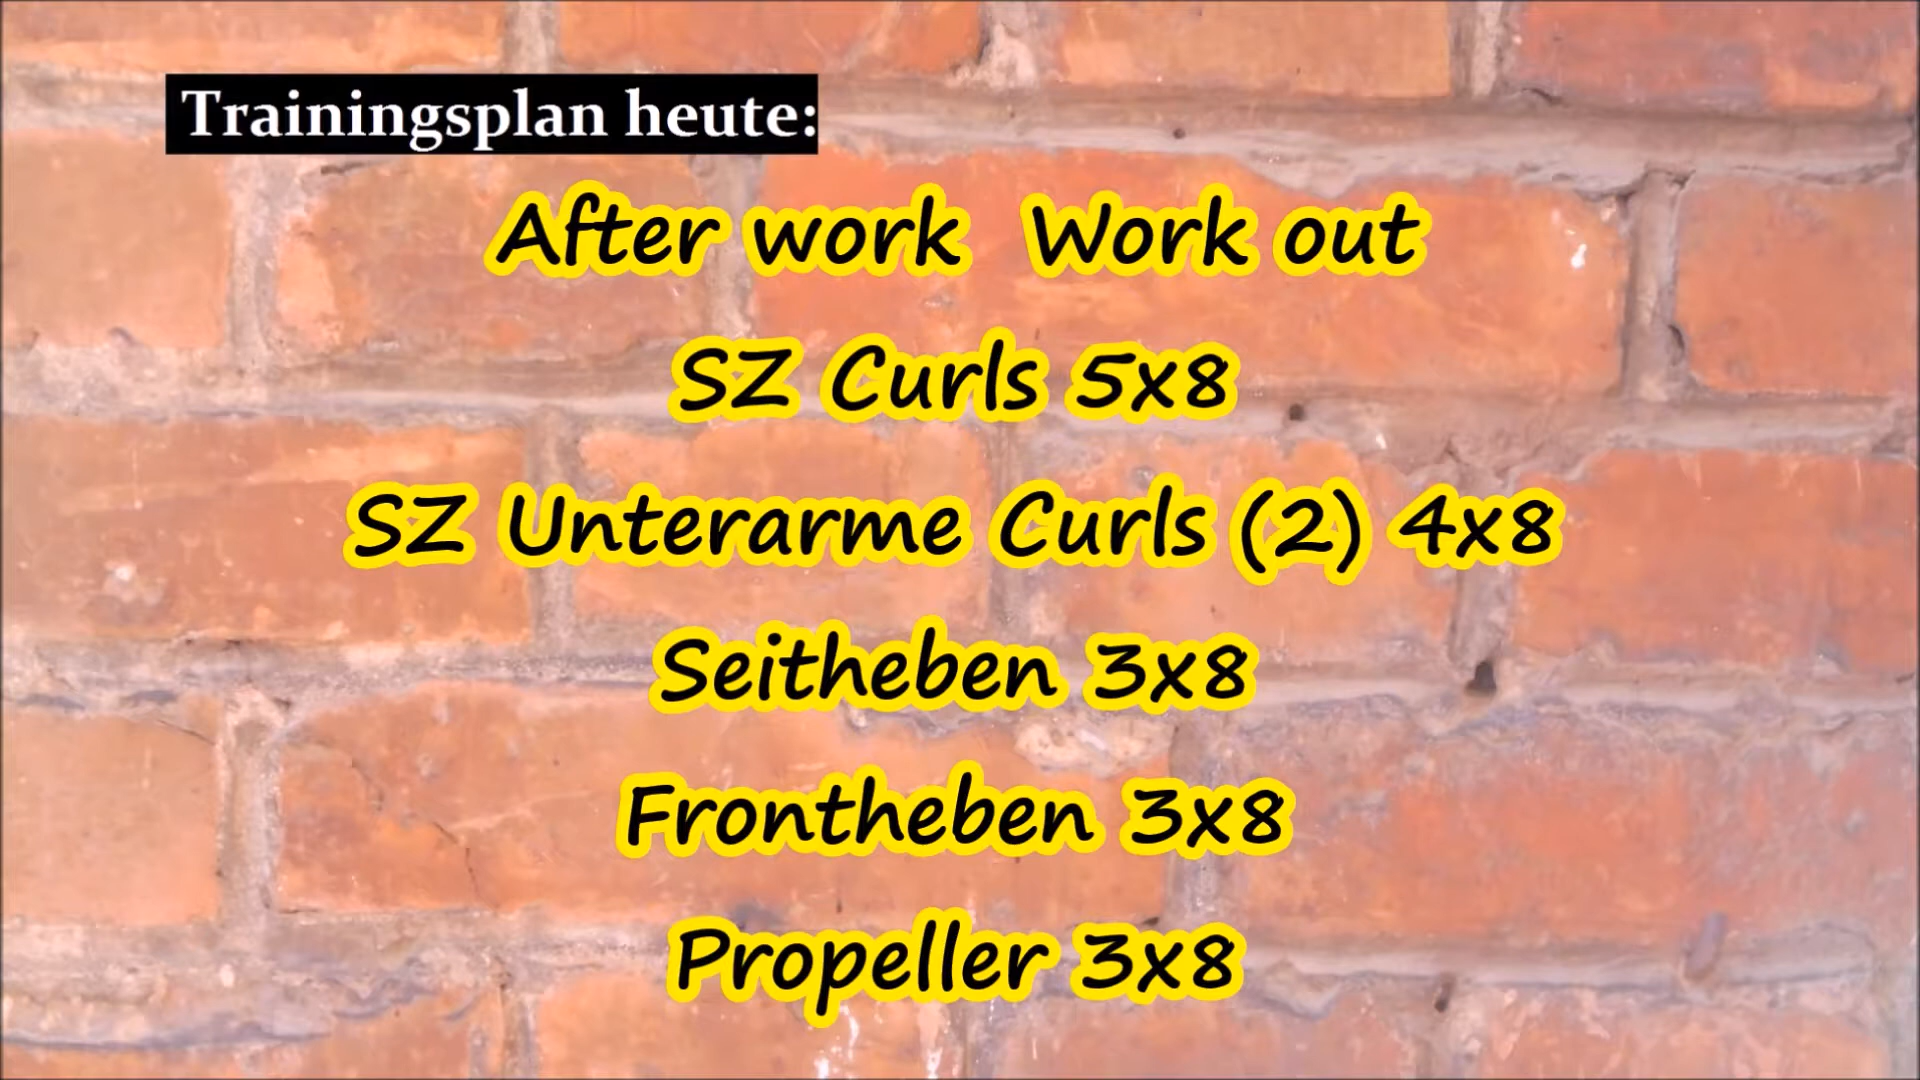 Trainingsplan heute:
After work Work out
SZ Curls 5x8
SZ Unterarme Curls (2) 4x8
Seitheben 3x8
Frontheben 3x8
Propeller 3x8